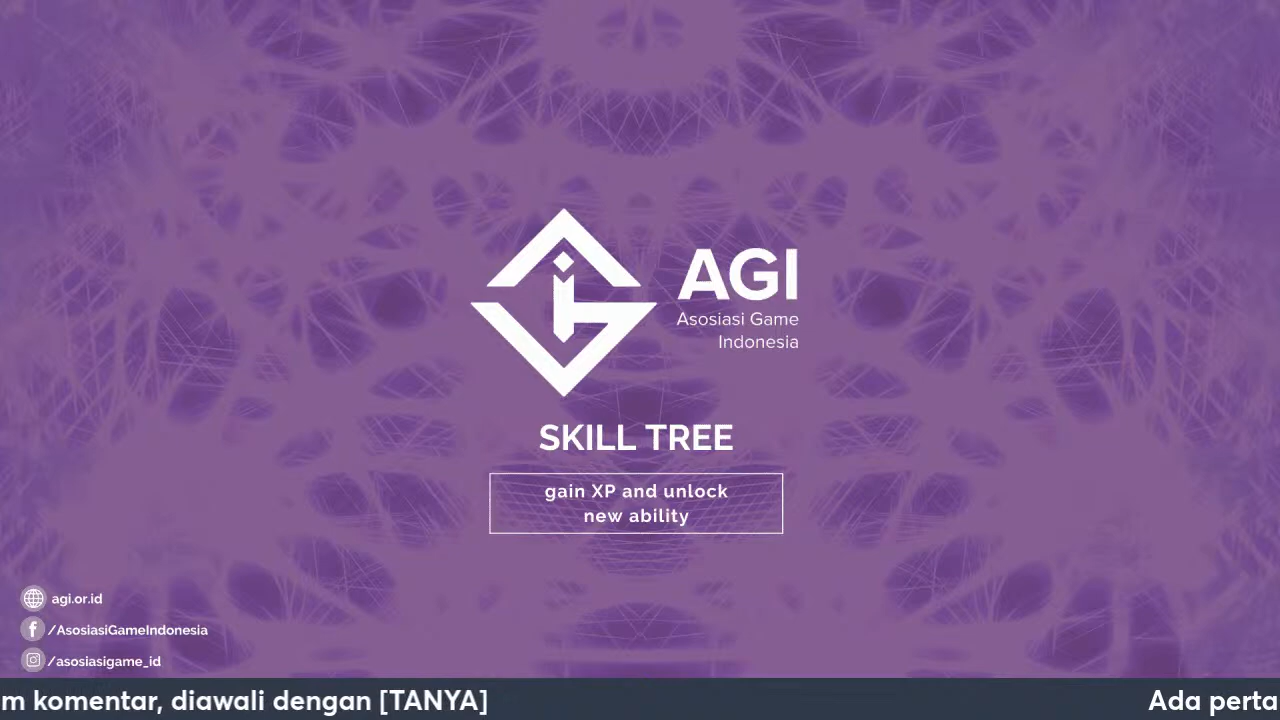 AGI
Asosiasi Game
Indonesia
SKILL TREE
gain XP and unlock
new ability
agi.or.id
/AsosiasiGameIndonesia
/asosiasigame_id
m komentar, diawali dengan [TANYA]
Ada perta